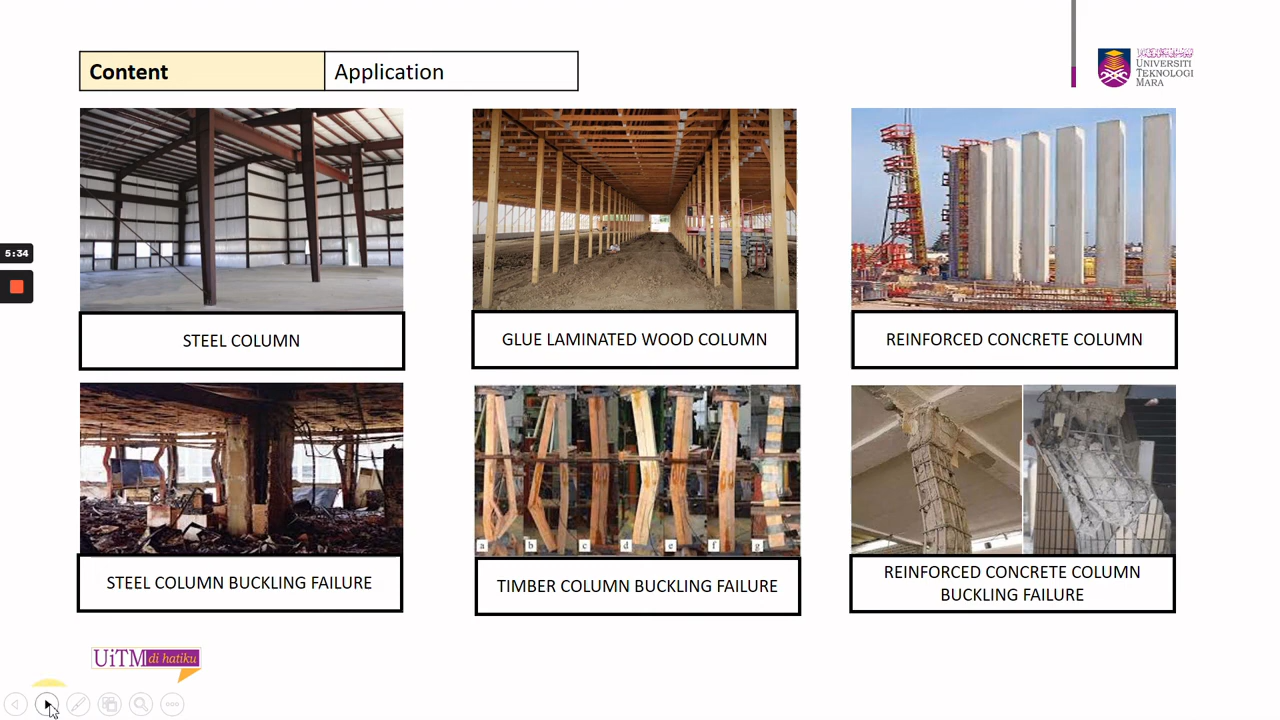 Content
Application
UNIVERSITI
TEKNOLOGI
MARA
5:34
STEEL COLUMN
GLUE LAMINATED WOOD COLUMN
REINFORCED CONCRETE COLUMN
a b c d e f g
STEEL COLUMN BUCKLING FAILURE
TIMBER COLUMN BUCKLING FAILURE
REINFORCED CONCRETE COLUMN
BUCKLING FAILURE
UiTM di hatiku